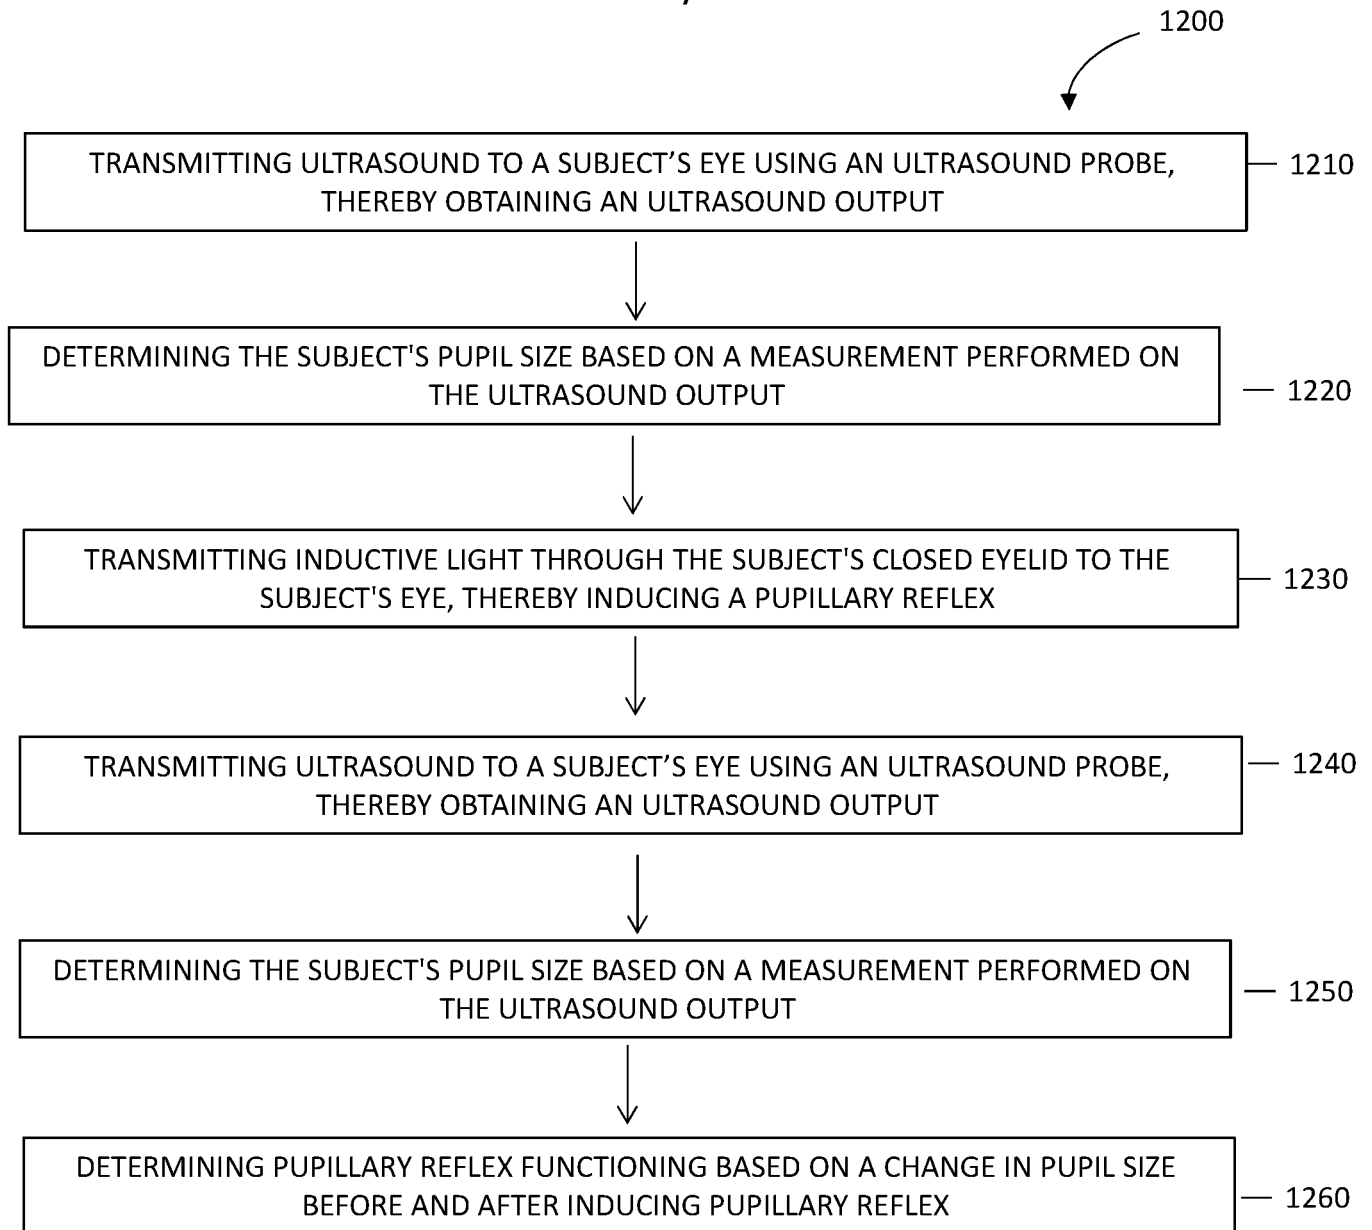 1200
TRANSMITTING ULTRASOUND TO A SUBJECT’S EYE USING AN ULTRASOUND PROBE,
THEREBY OBTAINING AN ULTRASOUND OUTPUT
1210
DETERMINING THE SUBJECT'S PUPIL SIZE BASED ON A MEASUREMENT PERFORMED ON
THE ULTRASOUND OUTPUT
1220
TRANSMITTING INDUCTIVE LIGHT THROUGH THE SUBJECT'S CLOSED EYELID TO THE
SUBJECT'S EYE, THEREBY INDUCING A PUPILLARY REFLEX
1230
TRANSMITTING ULTRASOUND TO A SUBJECT’S EYE USING AN ULTRASOUND PROBE,
THEREBY OBTAINING AN ULTRASOUND OUTPUT
1240
DETERMINING THE SUBJECT'S PUPIL SIZE BASED ON A MEASUREMENT PERFORMED ON
THE ULTRASOUND OUTPUT
1250
DETERMINING PUPILLARY REFLEX FUNCTIONING BASED ON A CHANGE IN PUPIL SIZE
BEFORE AND AFTER INDUCING PUPILLARY REFLEX
1260